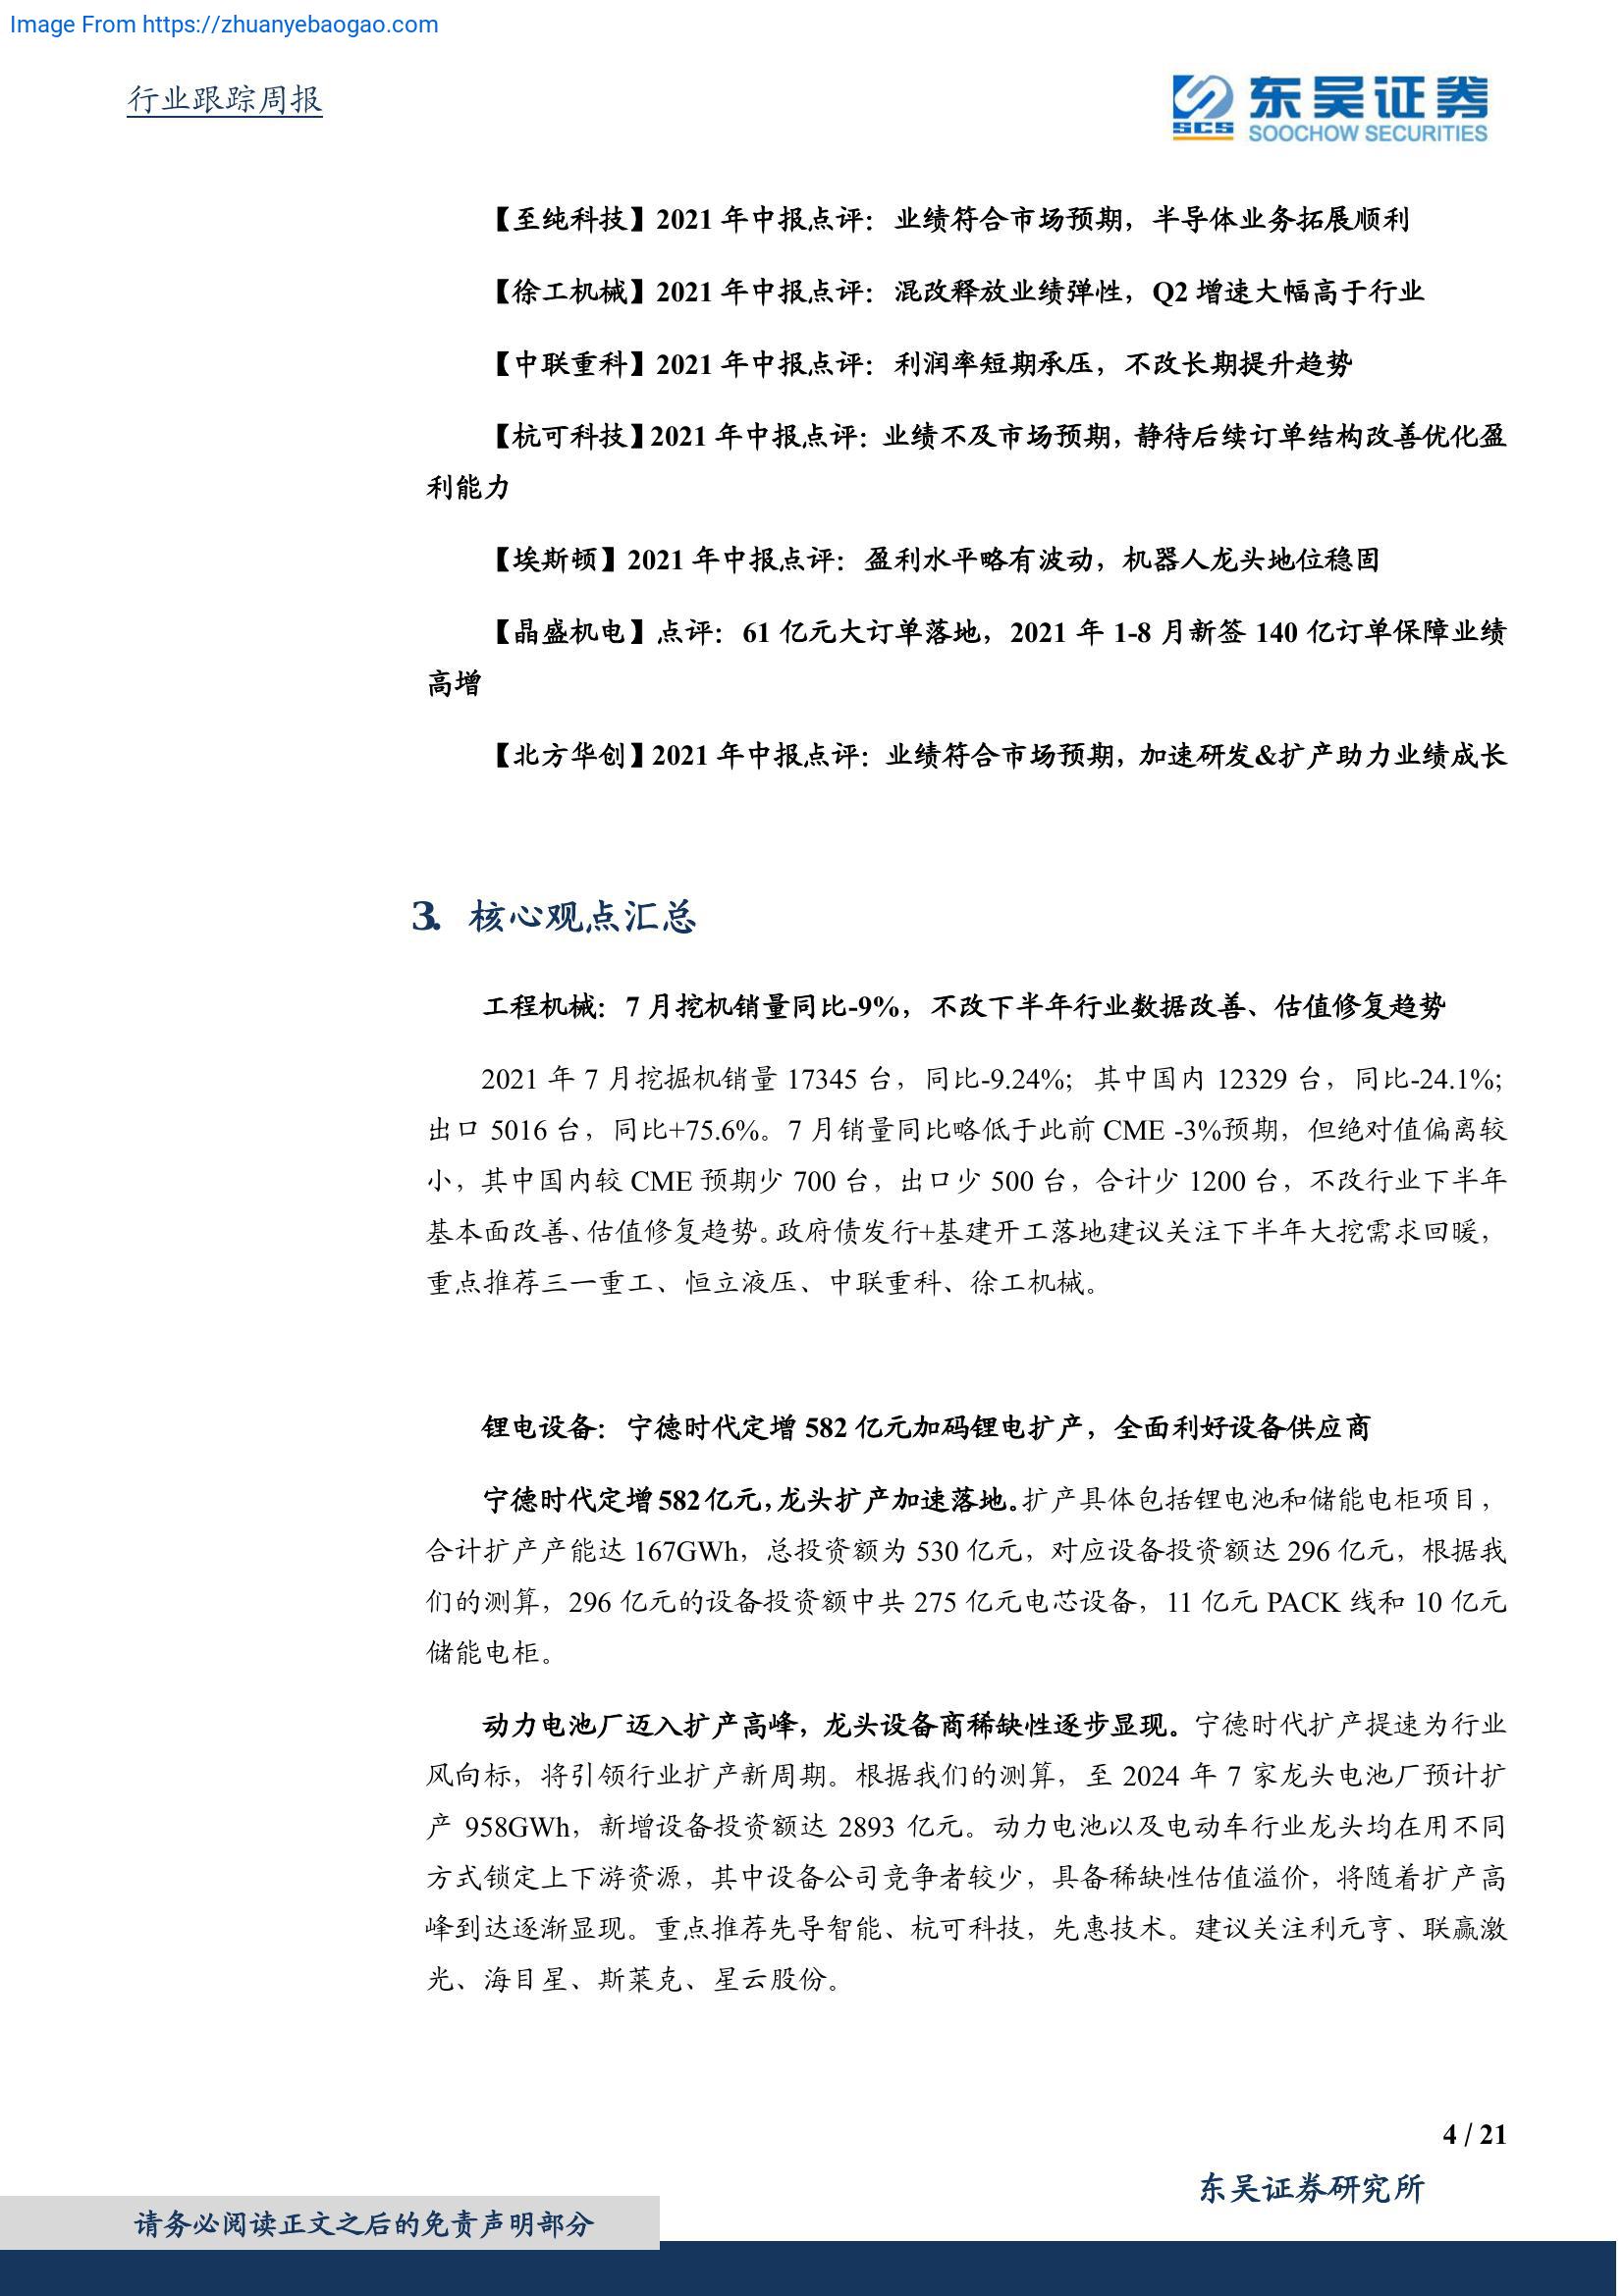 Image From https://zhuanyebaogao.com
行业跟踪周报
SCS 东吴证券
SOOCHOW SECURITIES
【至纯科技】2021 年中报点评：业绩符合市场预期，半导体业务拓展顺利
【徐工机械】2021 年中报点评：混改释放业绩弹性，Q2 增速大幅高于行业
【中联重科】2021 年中报点评：利润率短期承压，不改长期提升趋势
【杭可科技】2021 年中报点评：业绩不及市场预期，静待后续订单结构改善优化盈
利能力
【埃斯顿】2021 年中报点评：盈利水平略有波动，机器人龙头地位稳固
【晶盛机电】点评：61 亿元大订单落地，2021 年 1-8 月新签 140 亿订单保障业绩
高增
【北方华创】2021 年中报点评：业绩符合市场预期，加速研发&扩产助力业绩成长
3. 核心观点汇总
工程机械：7 月挖机销量同比-9%，不改下半年行业数据改善、估值修复趋势
2021 年 7 月挖掘机销量 17345 台，同比-9.24%；其中国内 12329 台，同比-24.1%；
出口 5016 台，同比+75.6%。7 月销量同比略低于此前 CME -3%预期，但绝对值偏离较
小，其中国内较 CME 预期少 700 台，出口少 500 台，合计少 1200 台，不改行业下半年
基本面改善、估值修复趋势。政府债发行+基建开工落地建议关注下半年大挖需求回暖，
重点推荐三一重工、恒立液压、中联重科、徐工机械。
锂电设备：宁德时代定增 582 亿元加码锂电扩产，全面利好设备供应商
宁德时代定增 582 亿元，龙头扩产加速落地。扩产具体包括锂电池和储能电柜项目，
合计扩产产能达 167GWh，总投资额为 530 亿元，对应设备投资额达 296 亿元，根据我
们的测算，296 亿元的设备投资额中共 275 亿元电芯设备，11 亿元 PACK 线和 10 亿元
储能电柜。
动力电池厂迈入扩产高峰，龙头设备商稀缺性逐步显现。宁德时代扩产提速为行业
风向标，将引领行业扩产新周期。根据我们的测算，至 2024 年 7 家龙头电池厂预计扩
产 958GWh，新增设备投资额达 2893 亿元。动力电池以及电动车行业龙头均在用不同
方式锁定上下游资源，其中设备公司竞争者较少，具备稀缺性估值溢价，将随着扩产高
峰到达逐渐显现。重点推荐先导智能、杭可科技，先惠技术。建议关注利元亨、联赢激
光、海目星、斯莱克、星云股份。
4 / 21
东吴证券研究所
请务必阅读正文之后的免责声明部分